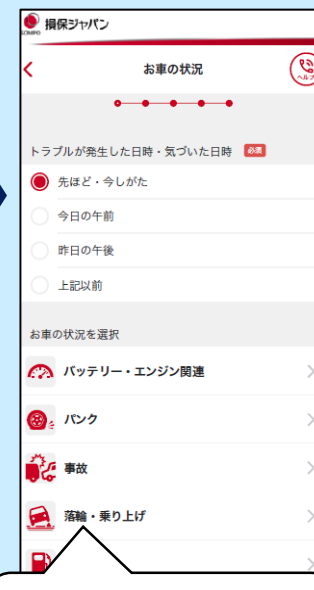 SOMPO
損保ジャパン
お車の状況
ヘルプ
トラブルが発生した日時・気づいた日時 必須
先ほど・今しがた
今日の午前
昨日の午後
上記以前
お車の状況を選択
バッテリー・エンジン関連
パンク
事故
落輪・乗り上げ